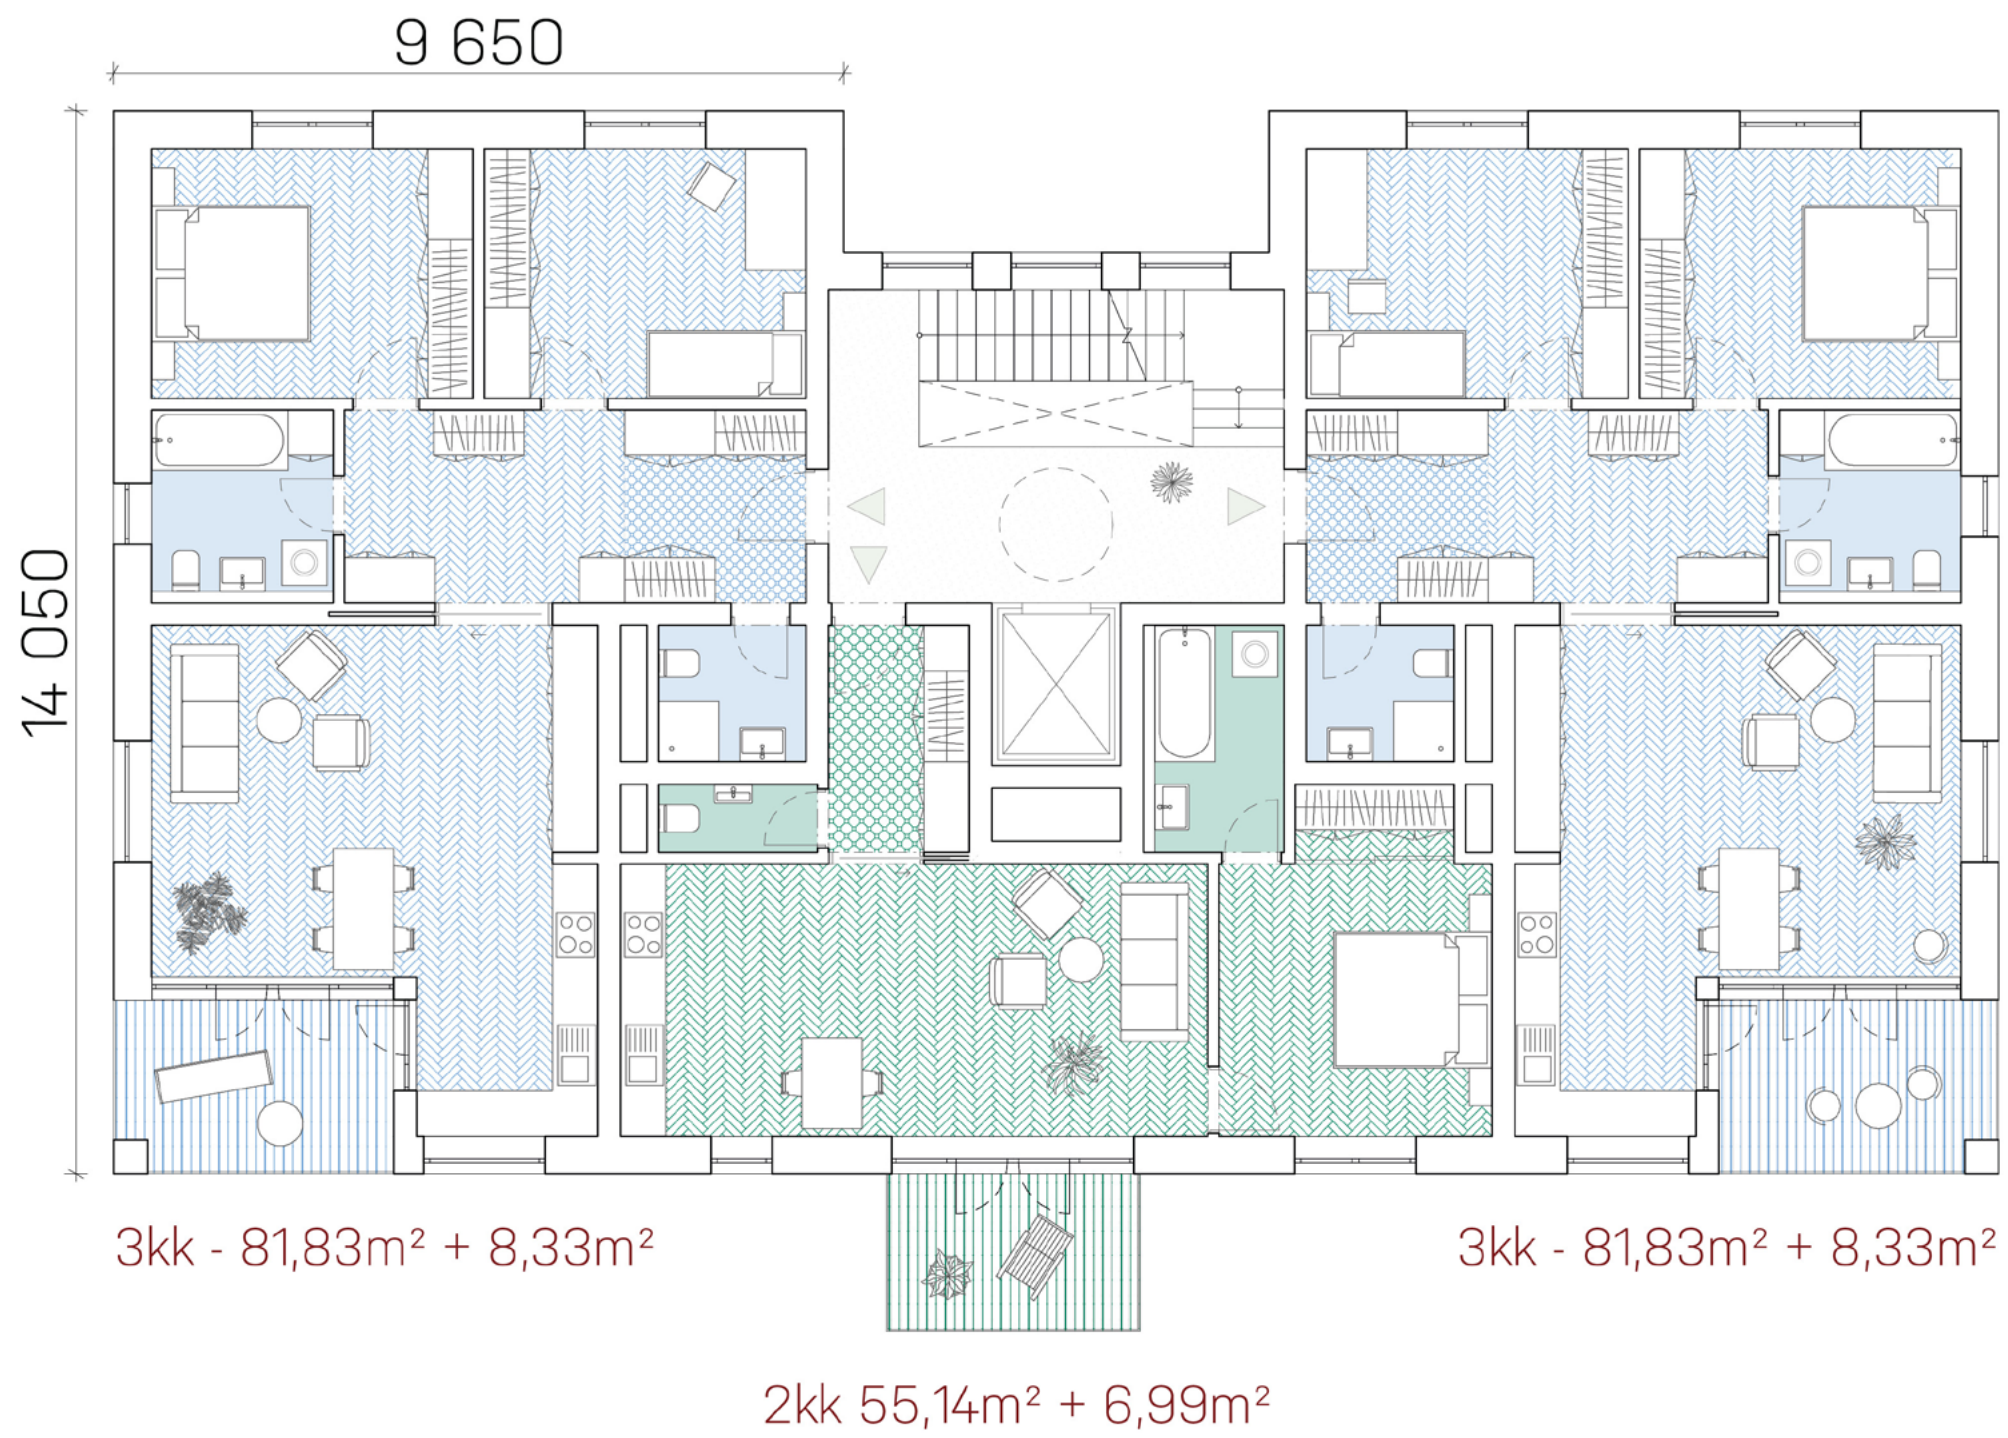 9 650
14 050
3kk - 81,83m² + 8,33m²
3kk - 81,83m² + 8,33m²
2kk 55,14m² + 6,99m²